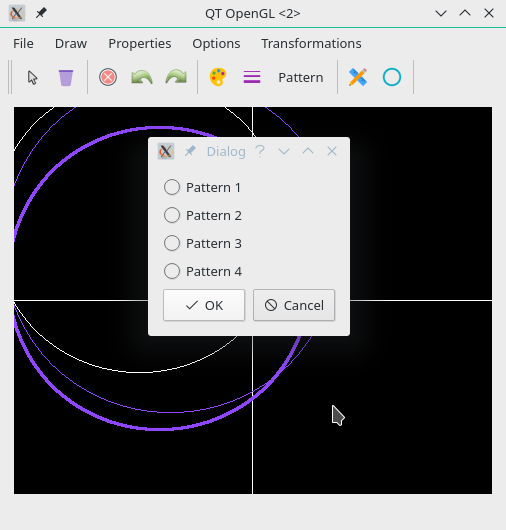 QT OpenGL <2>
File Draw Properties Options Transformations
Pattern
Dialog
Pattern 1
Pattern 2
Pattern 3
Pattern 4
OK Cancel